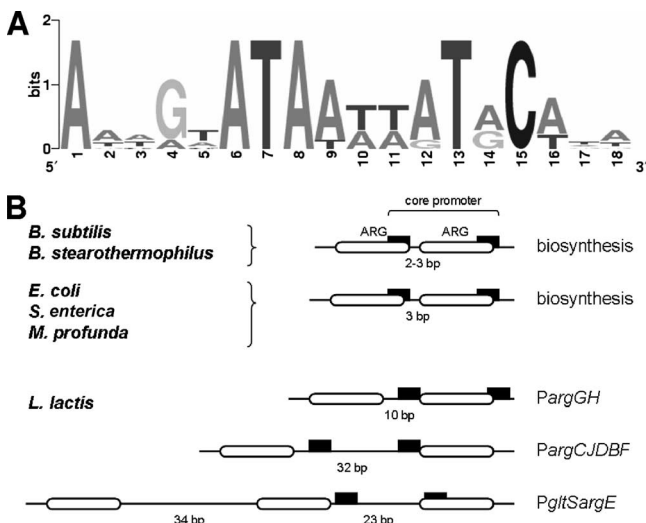 A
2
bits
1
0
A A A G T A T A A T T A T A C A T A
5′ 1 2 3 4 5 6 7 8 9 10 11 12 13 14 15 16 17 18 3′
B
core promoter
B. subtilis
B. stearothermophilus
ARG ARG
biosynthesis
2-3 bp
E. coli
S. enterica
M. profunda
biosynthesis
3 bp
L. lactis
PargGH
10 bp
PargCJDBF
32 bp
PgltSargE
34 bp 23 bp